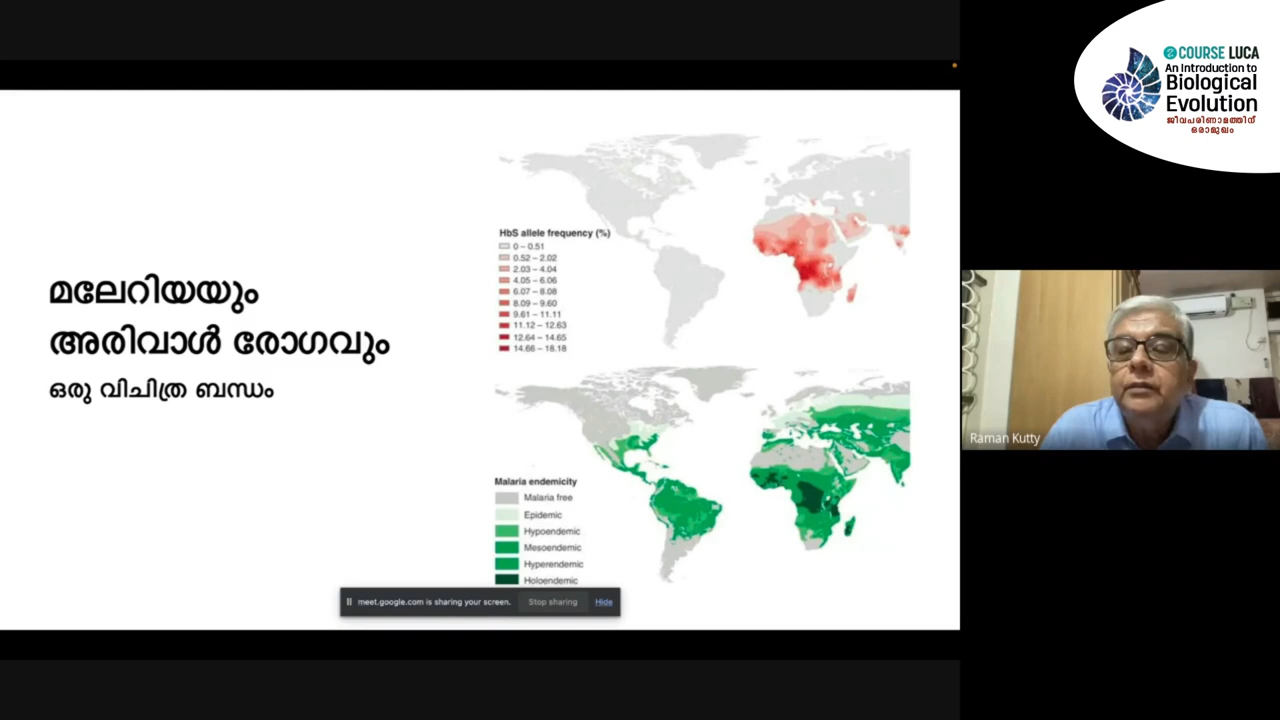 COURSE LUCA
An Introduction to
Biological
Evolution
ജീവപരിണാമത്തിന്
ഒരാമുഖം
മലേറിയയും
അരിവാൾ രോഗവും
ഒരു വിചിത്ര ബന്ധം
HbS allele frequency (%)
0 – 0.51
0.52 – 2.02
2.03 – 4.04
4.05 – 6.06
6.07 – 8.08
8.09 – 9.60
9.61 – 11.11
11.12 – 12.63
12.64 – 14.65
14.66 – 18.18
Malaria endemicity
Malaria free
Epidemic
Hypoendemic
Mesoendemic
Hyperendemic
Holoendemic
meet.google.com is sharing your screen. Stop sharing Hide
Raman Kutty